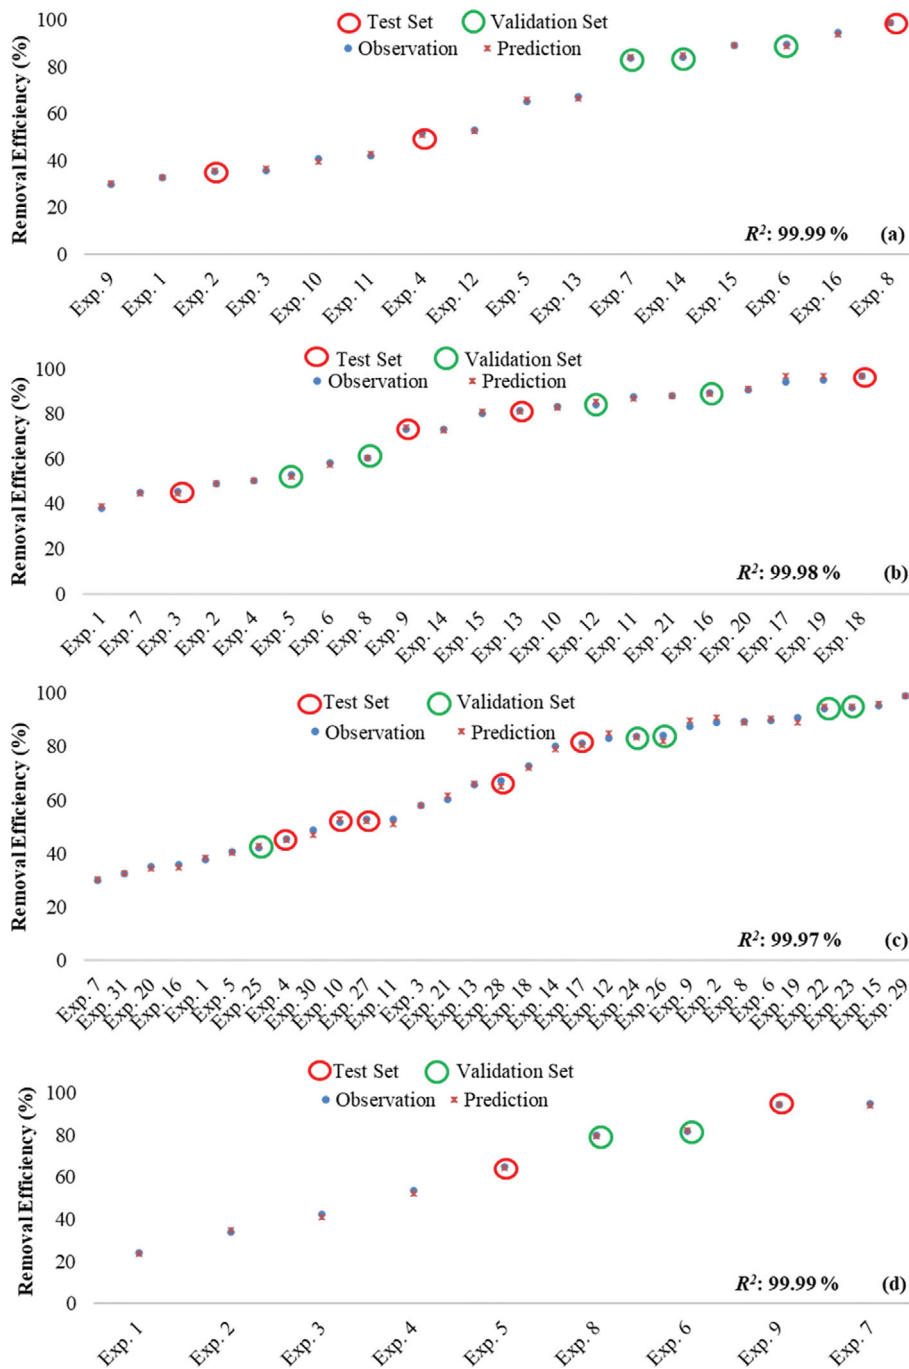 Test Set Validation Set
Observation Prediction
Removal Efficiency (%)
100
80
60
40
20
0
R²: 99.99 % (a)
Exp. 9 Exp. 1 Exp. 2 Exp. 3 Exp. 10 Exp. 11 Exp. 4 Exp. 12 Exp. 5 Exp. 13 Exp. 7 Exp. 14 Exp. 15 Exp. 6 Exp. 16 Exp. 8
Test Set Validation Set
Observation Prediction
Removal Efficiency (%)
100
80
60
40
20
0
R²: 99.98 % (b)
Exp. 1 Exp. 7 Exp. 3 Exp. 2 Exp. 4 Exp. 5 Exp. 6 Exp. 8 Exp. 9 Exp. 14 Exp. 15 Exp. 13 Exp. 10 Exp. 12 Exp. 11 Exp. 21 Exp. 16 Exp. 20 Exp. 17 Exp. 19 Exp. 18
Test Set Validation Set
Observation Prediction
Removal Efficiency (%)
100
80
60
40
20
0
R²: 99.97 % (c)
Exp. 7 Exp. 31 Exp. 20 Exp. 16 Exp. 1 Exp. 5 Exp. 25 Exp. 4 Exp. 30 Exp. 10 Exp. 27 Exp. 11 Exp. 3 Exp. 21 Exp. 13 Exp. 28 Exp. 18 Exp. 14 Exp. 17 Exp. 12 Exp. 24 Exp. 26 Exp. 9 Exp. 2 Exp. 8 Exp. 6 Exp. 19 Exp. 22 Exp. 23 Exp. 15 Exp. 29
Test Set Validation Set
Observation Prediction
Removal Efficiency (%)
100
80
60
40
20
0
R²: 99.99 % (d)
Exp. 1 Exp. 2 Exp. 3 Exp. 4 Exp. 5 Exp. 8 Exp. 6 Exp. 9 Exp. 7